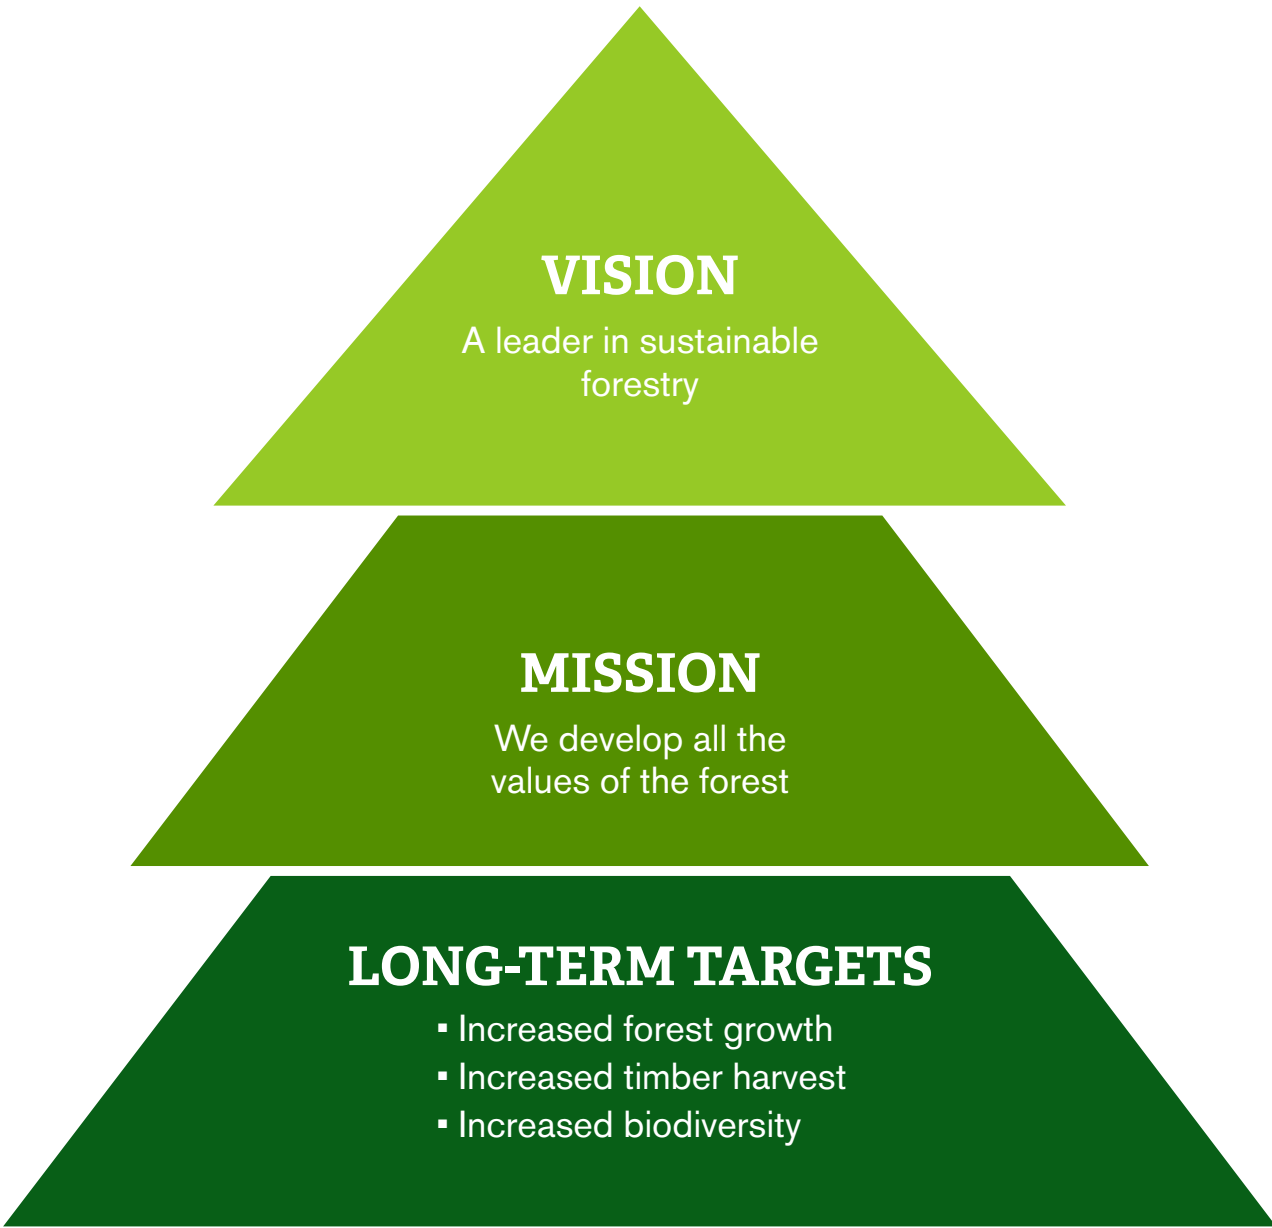 VISION
A leader in sustainable
forestry
MISSION
We develop all the
values of the forest
LONG-TERM TARGETS
▪ Increased forest growth
▪ Increased timber harvest
▪ Increased biodiversity